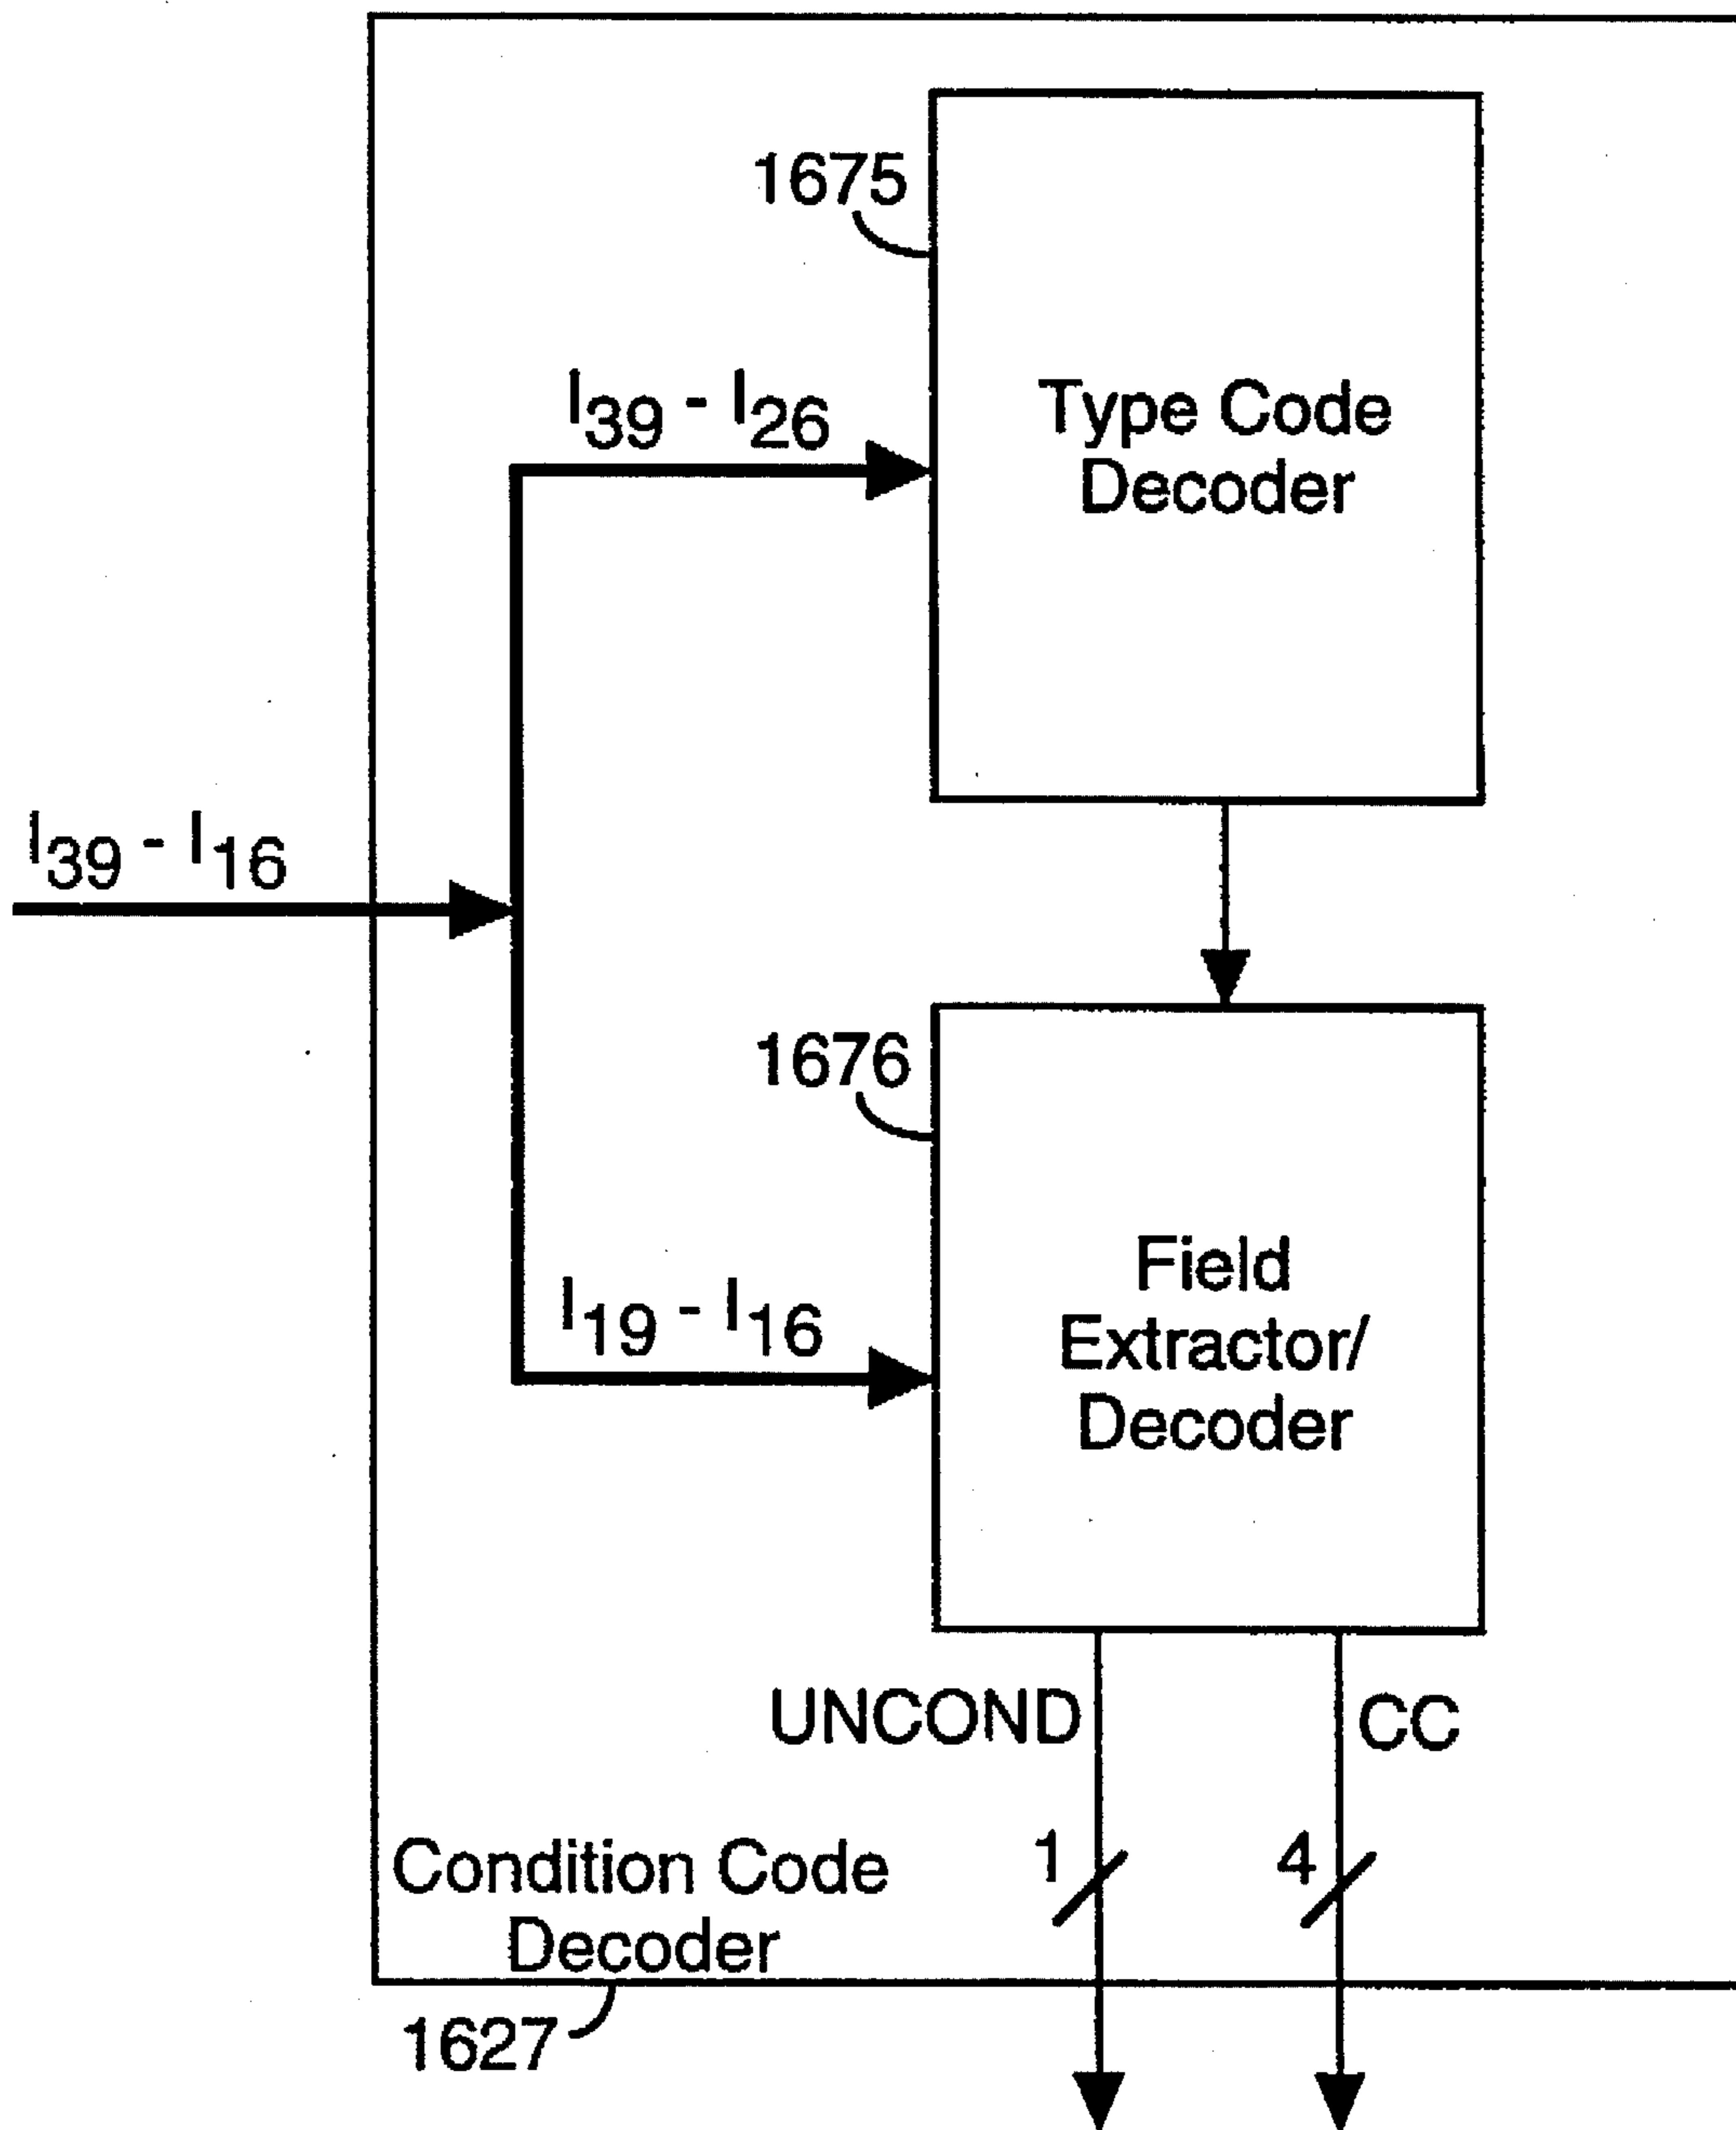 1675
I39 - I26
Type Code
Decoder
I39 - I16
1676
Field
Extractor/
Decoder
I19 - I16
UNCOND
CC
1
4
Condition Code
Decoder
1627